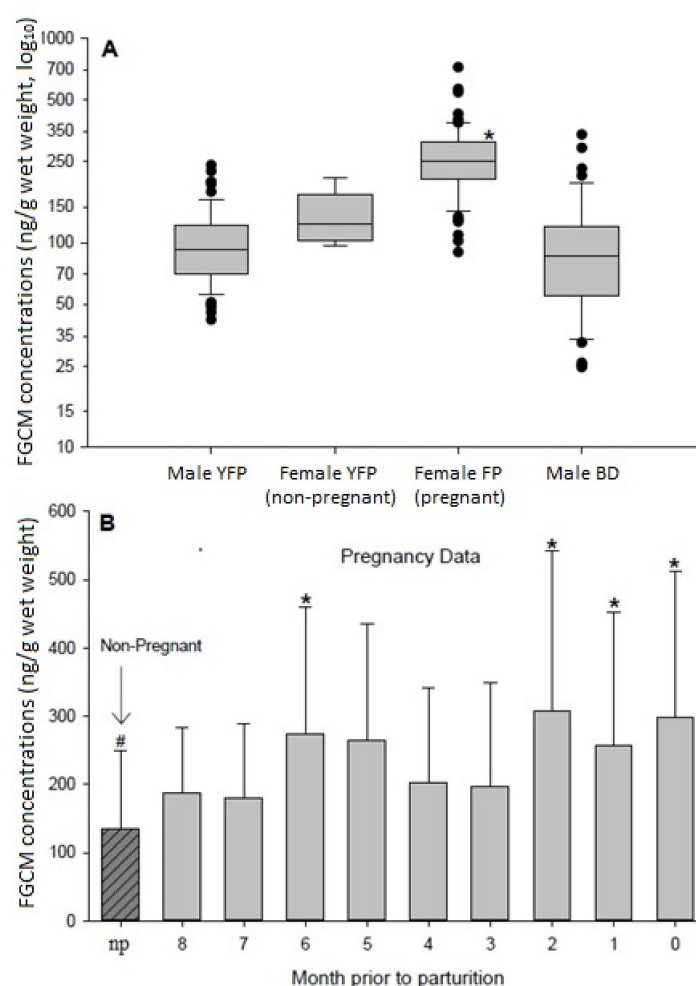 A
FGCM concentrations (ng/g wet weight, log10)
1000
700
500
350
250
150
100
70
50
35
25
15
10
*
Male YFP
Female YFP
(non-pregnant)
Female FP
(pregnant)
Male BD
B
Pregnancy Data
FGCM concentrations (ng/g wet weight)
600
500
400
300
200
100
0
Non-Pregnant
#
*
*
*
*
np
8
7
6
5
4
3
2
1
0
Month prior to parturition